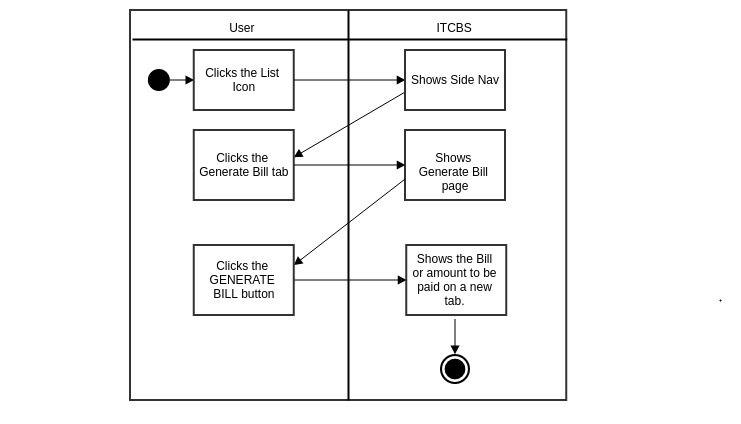 User
ITCBS
Clicks the List
Icon
Shows Side Nav
Clicks the
Generate Bill tab
Shows
Generate Bill
page
Clicks the
GENERATE
BILL button
Shows the Bill
or amount to be
paid on a new
tab.